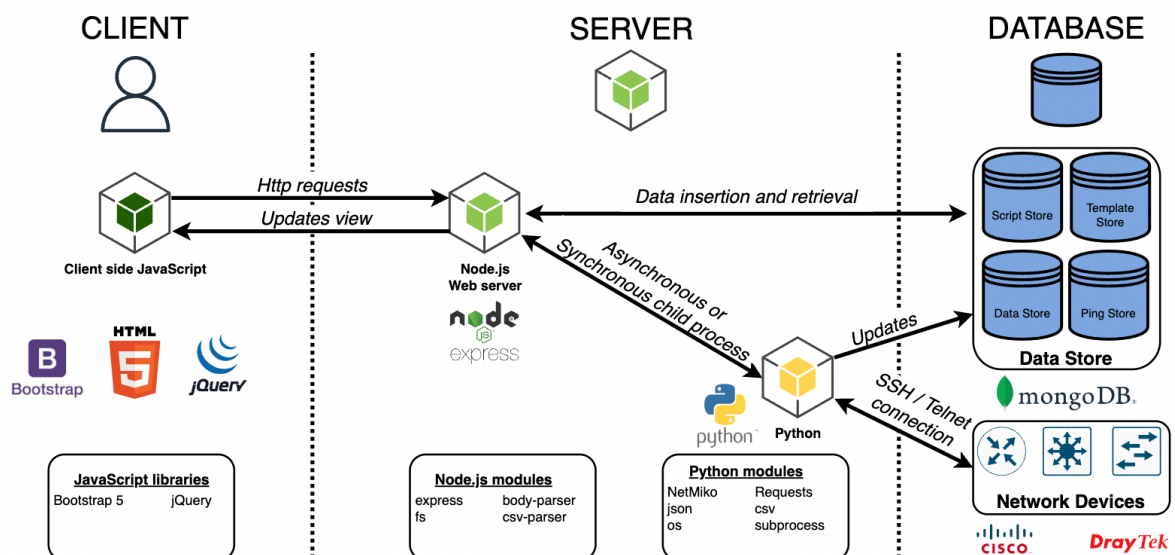 CLIENT
SERVER
DATABASE
Http requests
Updates view
Client side JavaScript
Node.js
Web server
Data insertion and retrieval
Asynchronous or
Synchronous child process
Updates
SSH / Telnet
connection
Python
Script Store
Template
Store
Data Store
Ping Store
Data Store
mongoDB®
Network Devices
CISCO
DrayTek
B
Bootstrap
HTML
5
jQuery
node
JS
express
python™
JavaScript libraries
Bootstrap 5 jQuery
Node.js modules
express body-parser
fs csv-parser
Python modules
NetMiko Requests
json csv
os subprocess